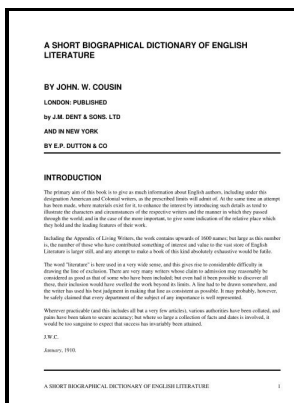 A SHORT BIOGRAPHICAL DICTIONARY OF ENGLISH
LITERATURE
BY JOHN. W. COUSIN
LONDON: PUBLISHED
by J.M. DENT & SONS. LTD
AND IN NEW YORK
BY E.P. DUTTON & CO
INTRODUCTION
The primary aim of this book is to give as much information about English authors, including under this
designation American and Colonial writers, as the prescribed limits will admit of. At the same time an attempt
has been made, where materials exist for it, to enhance the interest by introducing such details as tend to
illustrate the characters and circumstances of the respective writers and the manner in which they passed
through the world; and in the case of the more important, to give some indication of the relative place which
they hold and the leading features of their work.
Including the Appendix of Living Writers, the work contains upwards of 1600 names; but large as this number
is, the number of those who have contributed something of interest and value to the vast store of English
Literature is larger still, and any attempt to make a book of this kind absolutely exhaustive would be futile.
The word "literature" is here used in a very wide sense, and this gives rise to considerable difficulty in
drawing the line of exclusion. There are very many writers whose claim to admission may reasonably be
considered as good as that of some who have been included; but even had it been possible to discover all
these, their inclusion would have swelled the work beyond its limits. A line had to be drawn somewhere, and
the writer has used his best judgment in making that line as consistent as possible. It may probably, however,
be safely claimed that every department of the subject of any importance is well represented.
Wherever practicable (and this includes all but a very few articles), various authorities have been collated, and
pains have been taken to secure accuracy; but where so large a collection of facts and dates is involved, it
would be too sanguine to expect that success has invariably been attained.
J.W.C.
January, 1910.
A SHORT BIOGRAPHICAL DICTIONARY OF ENGLISH LITERATURE 1